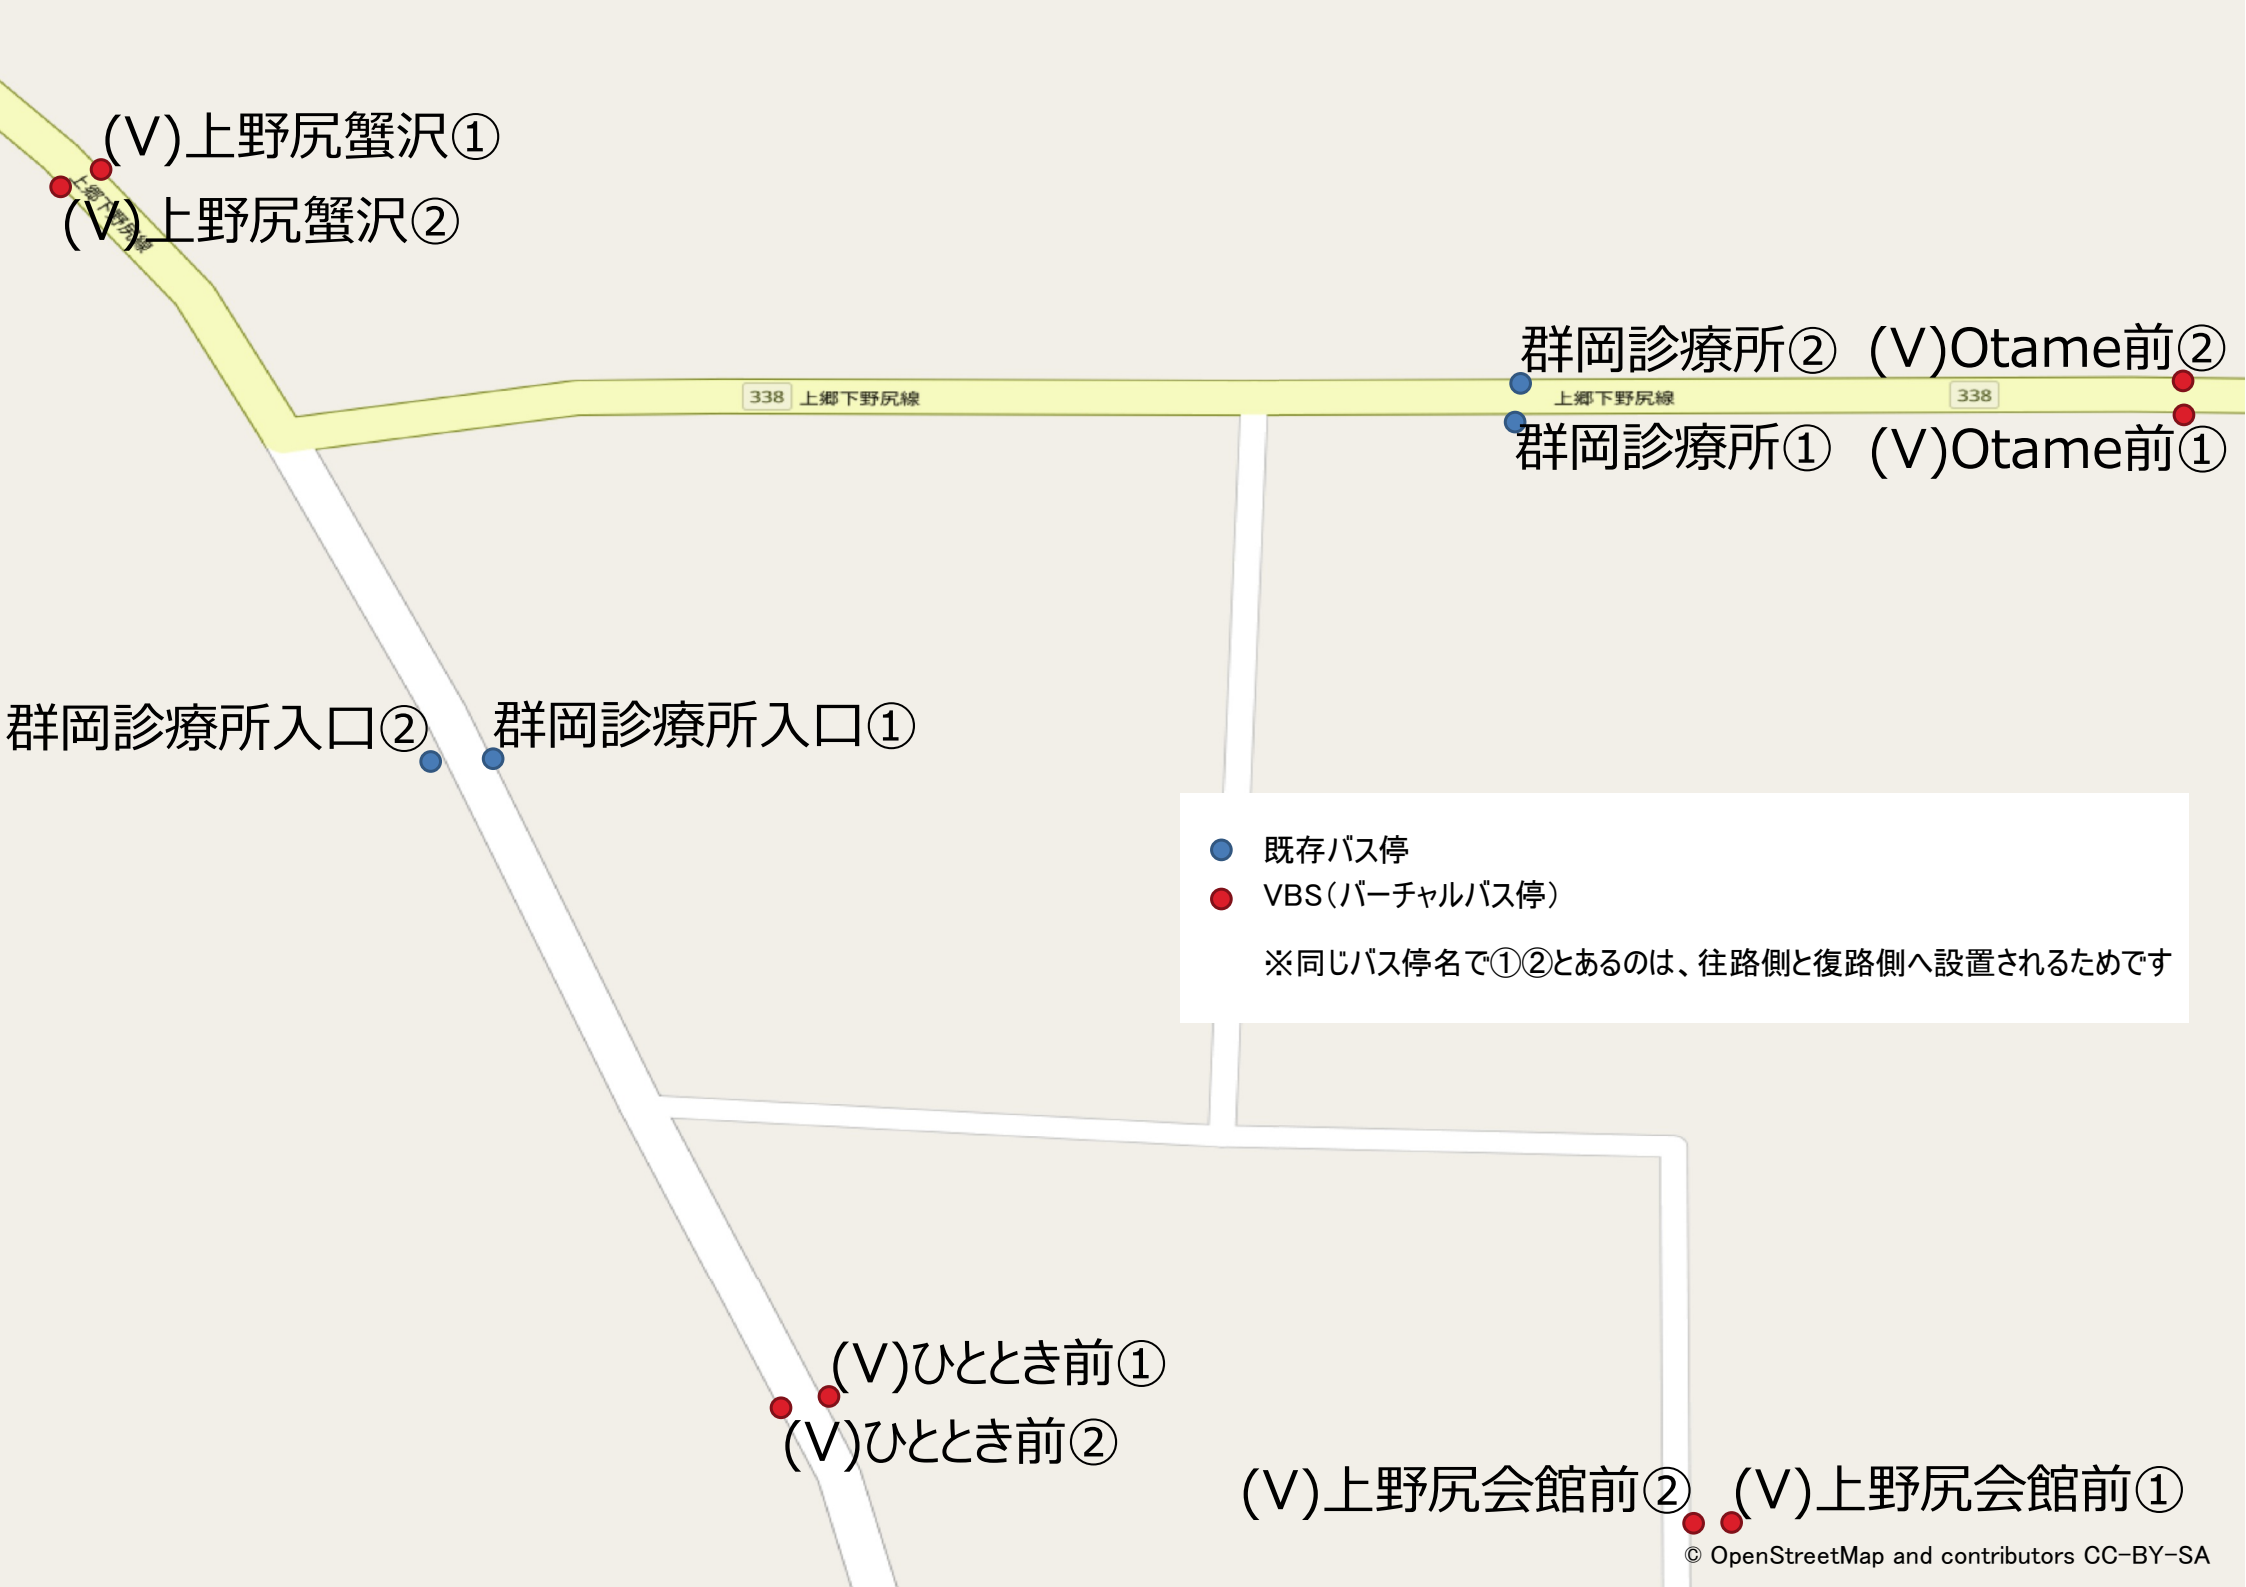 (V)上野尻蟹沢①
上郷下野尻線
(V)上野尻蟹沢②
群岡診療所② (V)Otame前②
338 上郷下野尻線
上郷下野尻線 338
群岡診療所① (V)Otame前①
群岡診療所入口② 群岡診療所入口①
既存バス停
VBS(バーチャルバス停)
※同じバス停名で①②とあるのは、往路側と復路側へ設置されるためです
(V)ひととき前①
(V)ひととき前②
(V)上野尻会館前② (V)上野尻会館前①
© OpenStreetMap and contributors CC-BY-SA